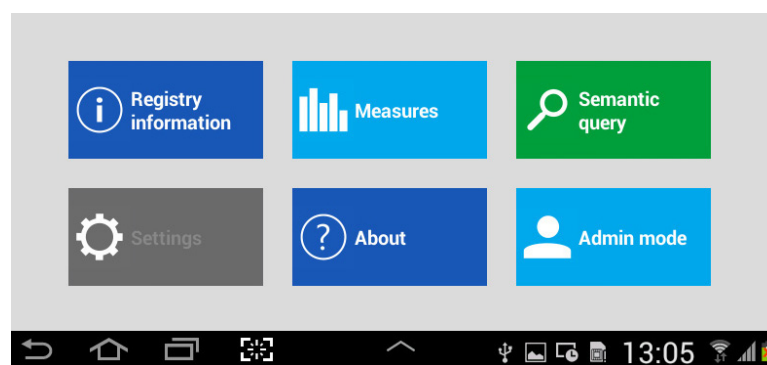 Registry
information
Measures
Semantic
query
Settings
About
Admin mode
13:05